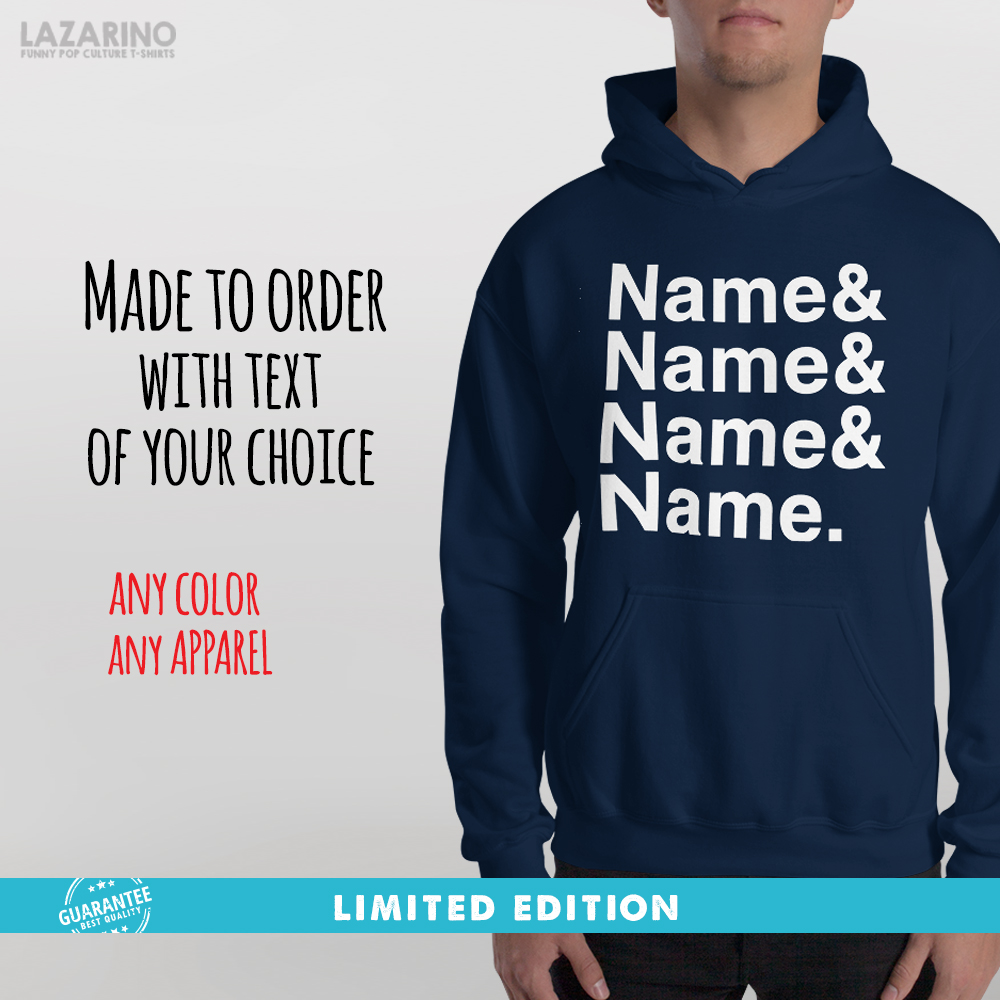 LAZARINO
FUNNY POP CULTURE T-SHIRTS
Name&
Name&
Name&
Name.
MADE TO ORDER
WITH TEXT
OF YOUR CHOICE
ANY COLOR
ANY APPAREL
GUARANTEE
BEST QUALITY
LIMITED EDITION